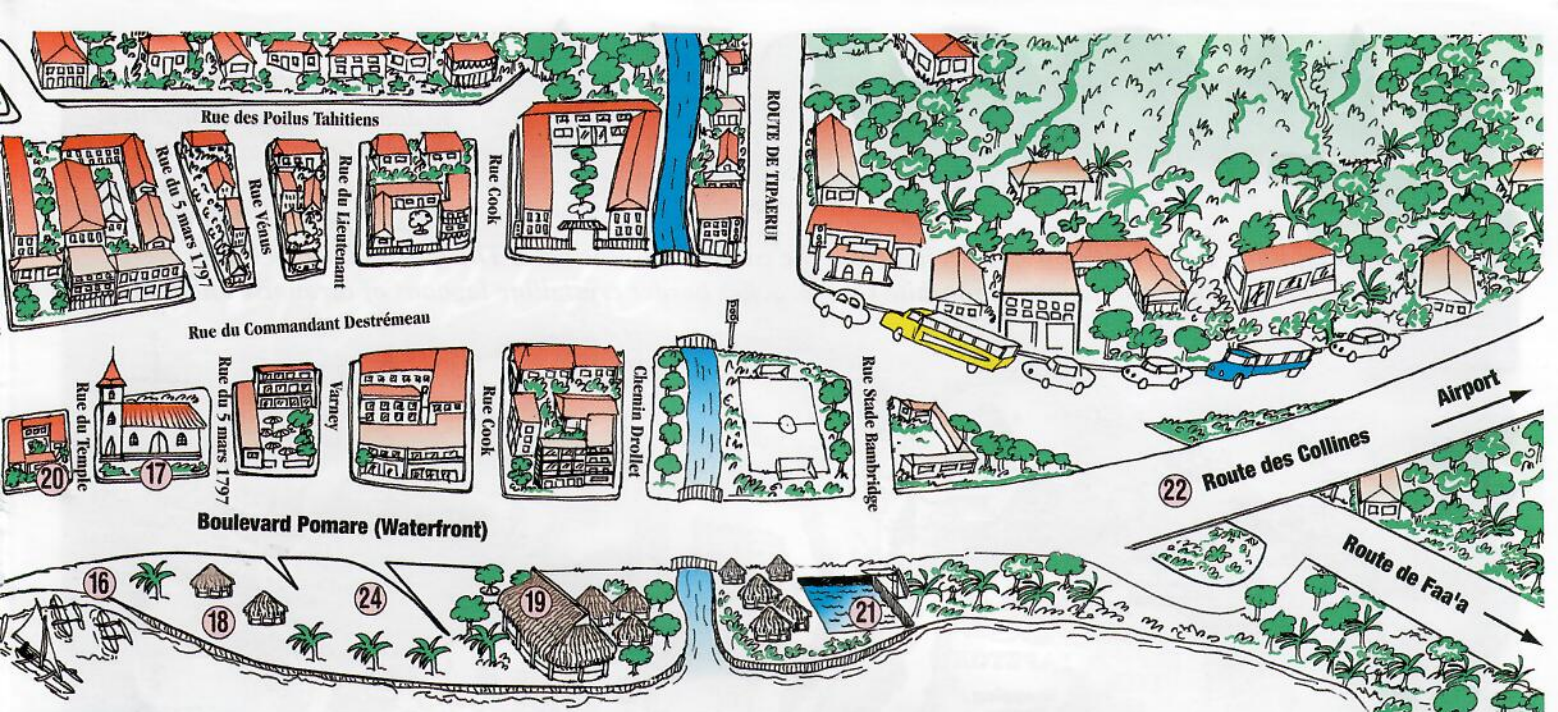 Rue des Poilus Tahitiens
Rue du 5 mars 1797
Rue Vénus
Rue du Lieutenant
Rue Cook
ROUTE DE TIPAERUI
Rue du Commandant Destrémeau
Rue du Temple
Rue du 5 mars 1797
Varney
Rue Cook
Chemin Drollet
Rue Stade Bambridge
Airport
20
17
22
Route des Collines
Boulevard Pomare (Waterfront)
Route de Faa'a
16
18
24
19
21